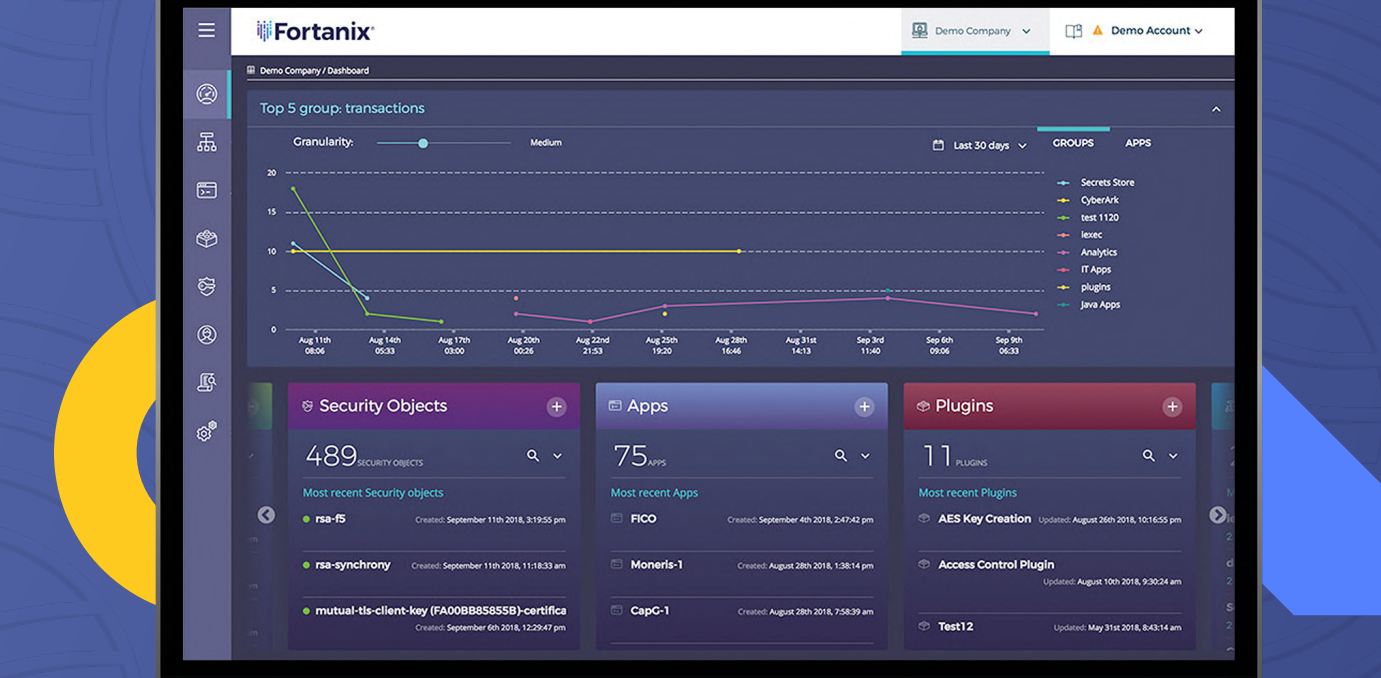 Fortanix®
Demo Company
Demo Account
Demo Company / Dashboard
Top 5 group: transactions
Granularity:
Medium
Last 30 days
GROUPS
APPS
20
15
10
5
0
Aug 11th 08:06
Aug 14th 05:33
Aug 17th 03:00
Aug 20th 00:26
Aug 22nd 21:53
Aug 25th 19:20
Aug 28th 16:46
Aug 31st 14:13
Sep 3rd 11:40
Sep 6th 09:06
Sep 9th 06:33
Secrets Store
CyberArk
test 1120
iexec
Analytics
IT Apps
plugins
Java Apps
Security Objects
489 SECURITY OBJECTS
Most recent Security objects
rsa-f5
Created: September 11th 2018, 3:19:55 pm
rsa-synchrony
Created: September 11th 2018, 11:18:33 am
mutual-tls-client-key (FA00BB85855B)-certifica
Created: September 6th 2018, 12:29:47 pm
Apps
75 APPS
Most recent Apps
FICO
Created: September 4th 2018, 2:47:42 pm
Moneris-1
Created: August 28th 2018, 1:38:14 pm
CapG-1
Created: August 28th 2018, 7:58:39 am
Plugins
11 PLUGINS
Most recent Plugins
AES Key Creation
Updated: August 26th 2018, 10:16:55 pm
Access Control Plugin
Updated: August 10th 2018, 9:30:24 am
Test12
Updated: May 31st 2018, 8:43:14 am